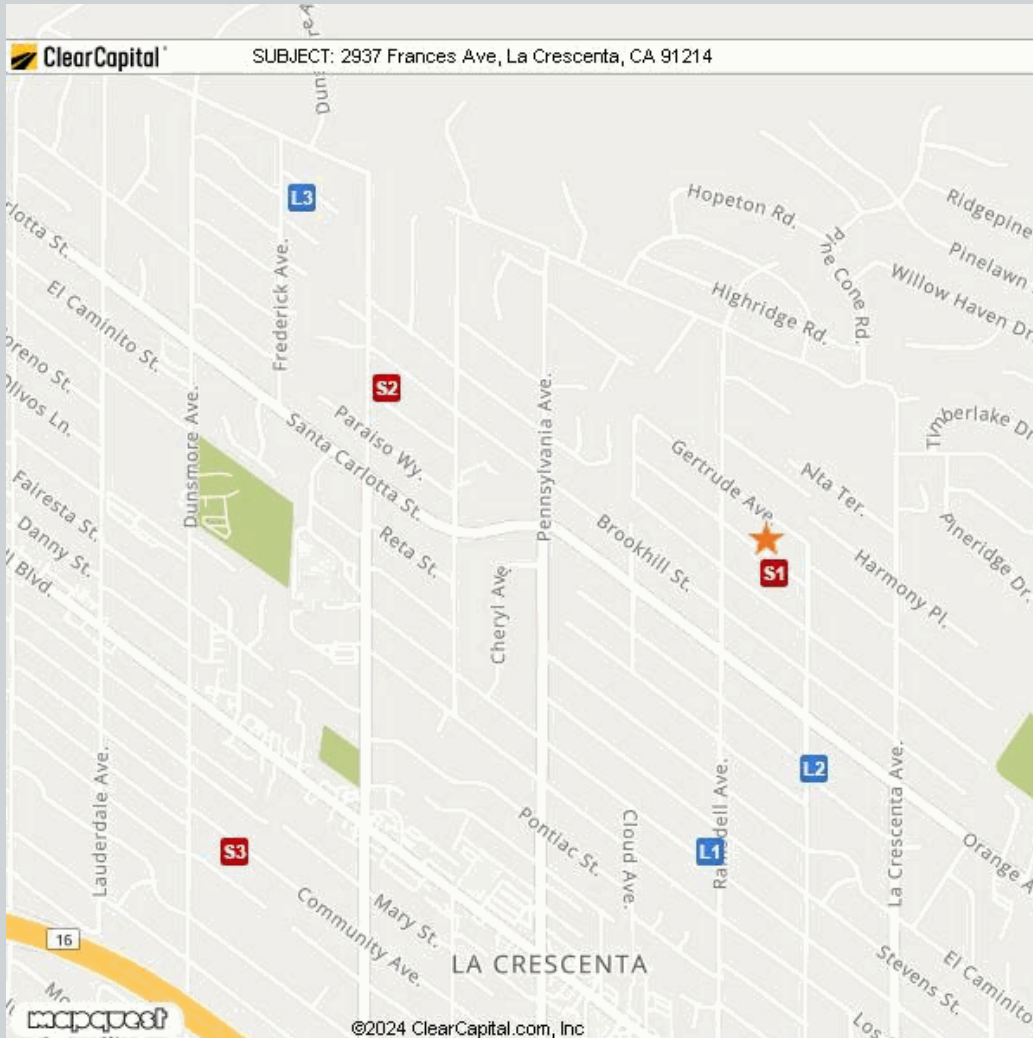 ClearCapital
SUBJECT: 2937 Frances Ave, La Crescenta, CA 91214
L3
Hopeton Rd.
Ridgepine
Pine Cone Rd.
Pinelawn
Willow Haven Dr.
Frederick Ave.
El Caminito St.
Highridge Rd.
S2
Dunsmore Ave.
Paraiso Wy.
Santa Carlotta St.
Pennsylvania Ave.
Timberlake Dr.
Gertrude Ave.
Alta Ter.
Fairesta St.
Danny St.
Reta St.
Brookhill St.
Pineridge Dr.
S1
Harmony Pl.
Cheryl Ave
Lauderdale Ave.
L2
La Crescenta Ave.
Pontiac St.
Cloud Ave.
S3
L1
Orange
Community Ave.
Mary St.
16
LA CRESCENTA
Stevens St.
El Caminito
Los
mapquest
©2024 ClearCapital.com, Inc